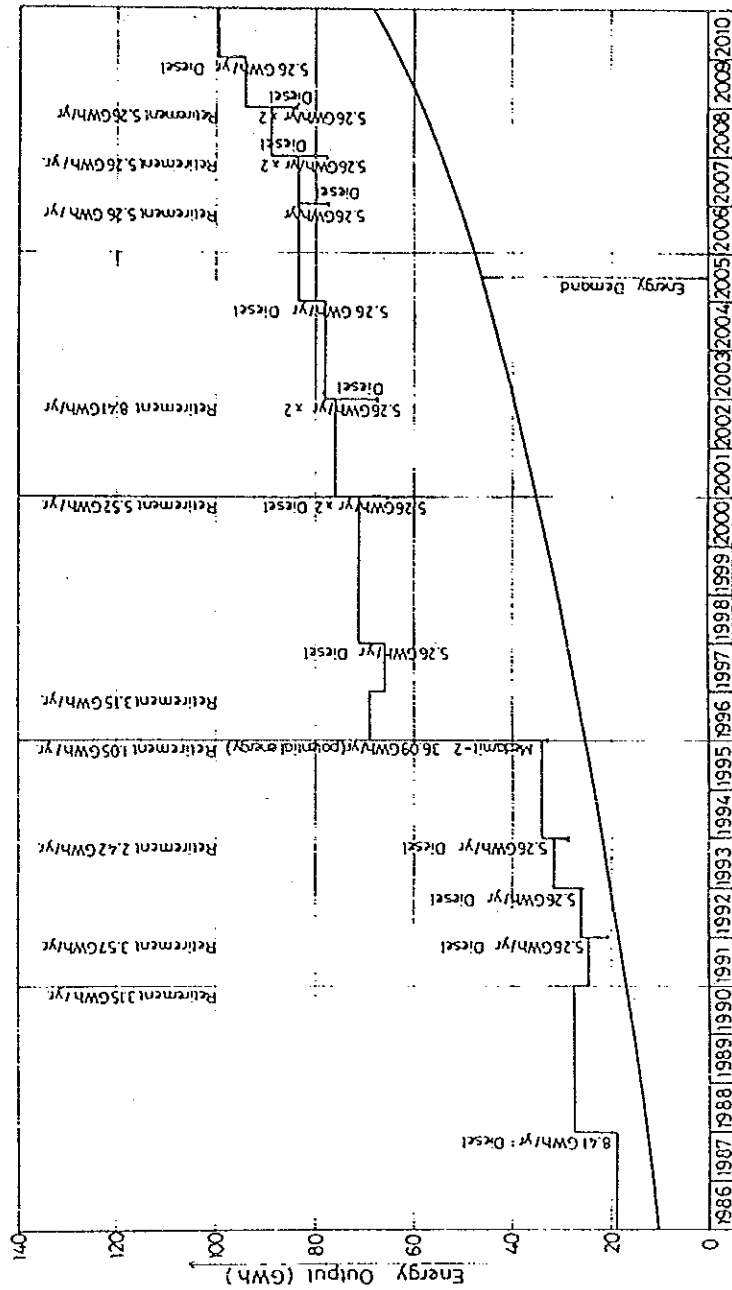 Energy Output (GWh)
140
120
100
80
60
40
20
0
8.41 GWh/yr : Diesel
Retirement 3.15GWh/yr.
5.26GWh/yr Diesel
Retirement 3.57GWh/yr.
5.26GWh/yr Diesel
5.26GWh/yr Diesel
Retirement 2.42GWh/yr.
Metamit-2 36.09GWh/yr(potential energy)
Retirement 1.05GWh/yr.
Retirement 3.15GWh/yr.
5.26GWh/yr Diesel
5.26GWh/yr x2 Diesel
Retirement 5.52GWh/yr.
5.26GWh/yr x 2
Diesel
Retirement 8.41GWh/yr
5.26 GWh/yr Diesel
Energy Demand
5.26GWh/yr
Diesel
Retirement 5.26 GWh/yr
5.26GWh/yr x 2
Diesel
Retirement 5.26GWh/yr.
5.26GWh/yr x 2
Diesel
Retirement 5.26GWh/yr
5.26 GWh/yr
Diesel
1986 1987 1988 1989 1990 1991 1992 1993 1994 1995 1996 1997 1998 1999 2000 2001 2002 2003 2004 2005 2006 2007 2008 2009 2010